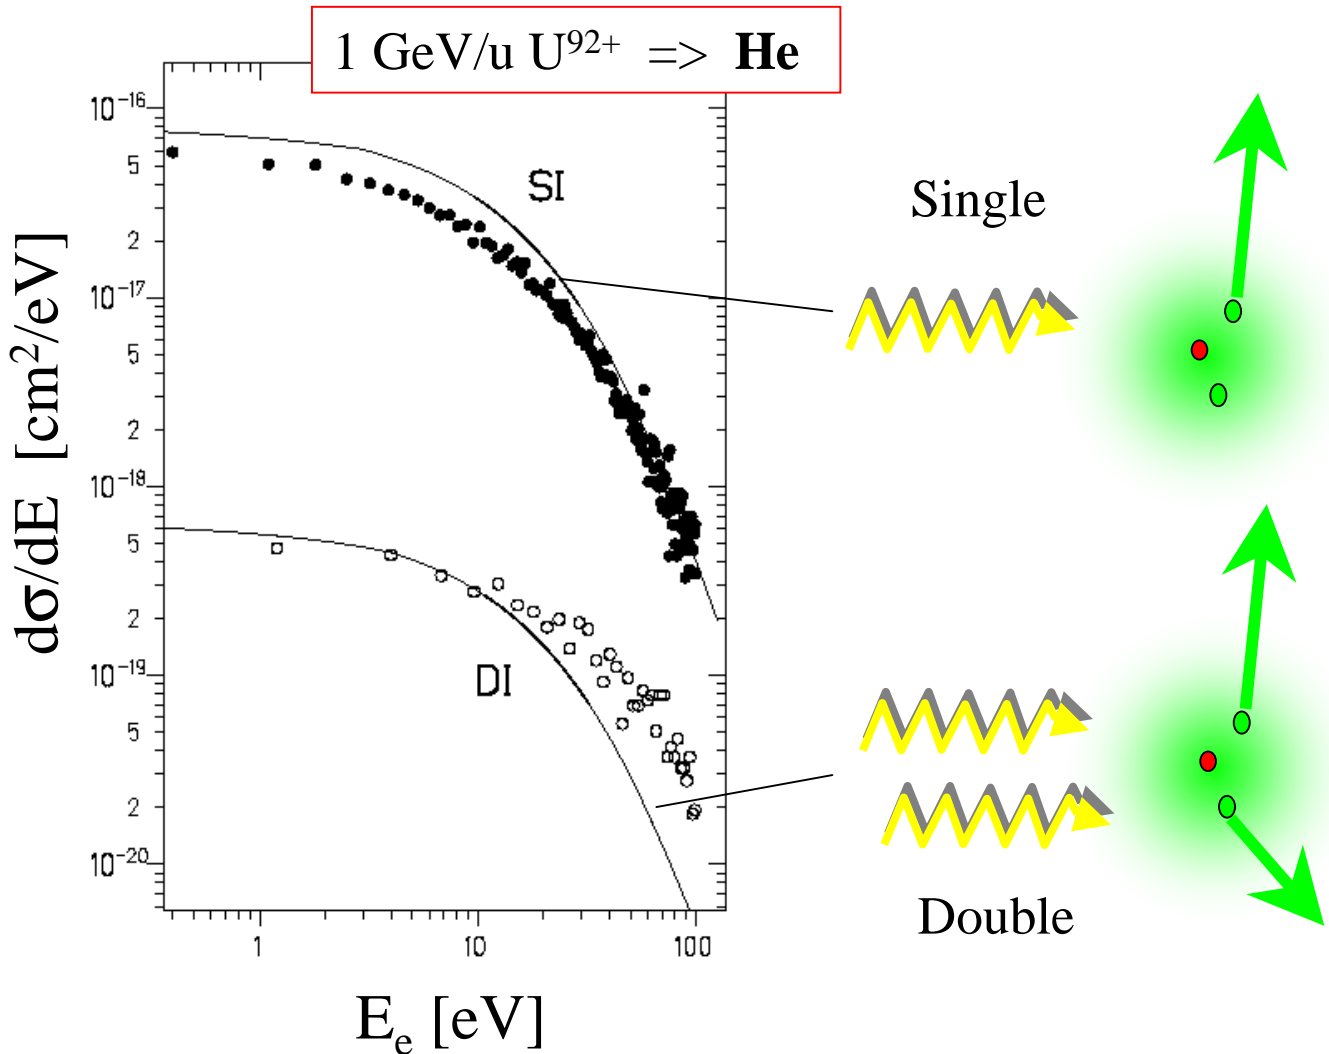 1 GeV/u U⁹²⁺ => He
dσ/dE [cm²/eV]
10⁻¹⁶
5
2
10⁻¹⁷
5
2
10⁻¹⁸
5
2
10⁻¹⁹
5
2
10⁻²⁰
SI
DI
1
10
100
Eₑ [eV]
Single
Double